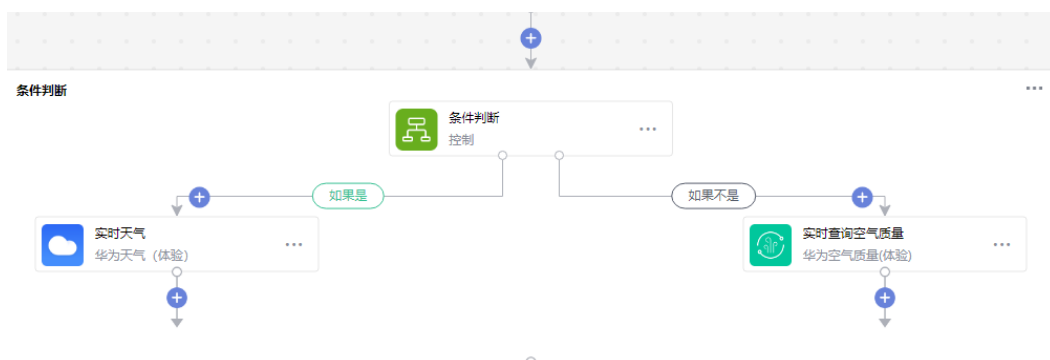 条件判断
条件判断
控制
如果是
如果不是
实时天气
华为天气（体验）
实时查询空气质量
华为空气质量(体验)